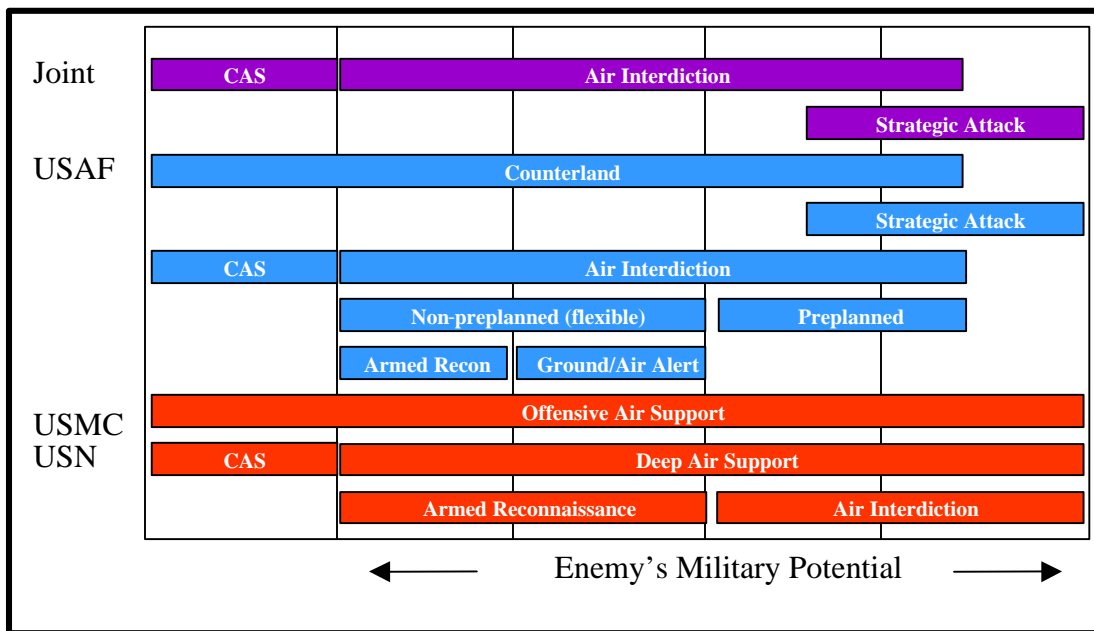 Joint
CAS
Air Interdiction
Strategic Attack
USAF
Counterland
Strategic Attack
CAS
Air Interdiction
Non-preplanned (flexible)
Preplanned
Armed Recon
Ground/Air Alert
USMC
Offensive Air Support
USN
CAS
Deep Air Support
Armed Reconnaissance
Air Interdiction
Enemy’s Military Potential